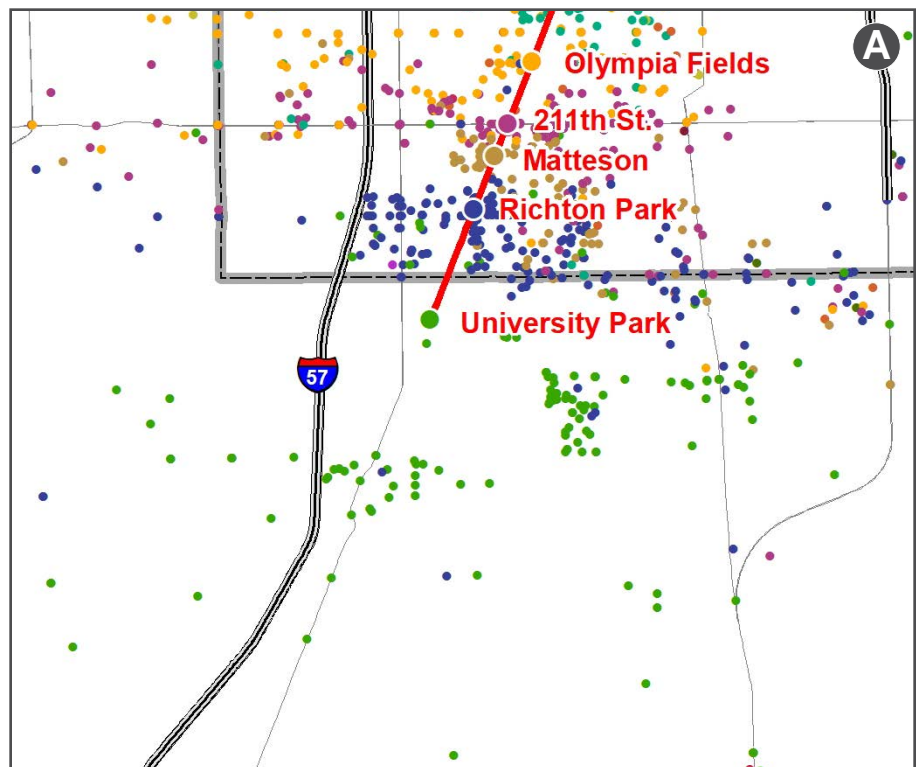 A
Olympia Fields
211th St.
Matteson
Richton Park
University Park
57